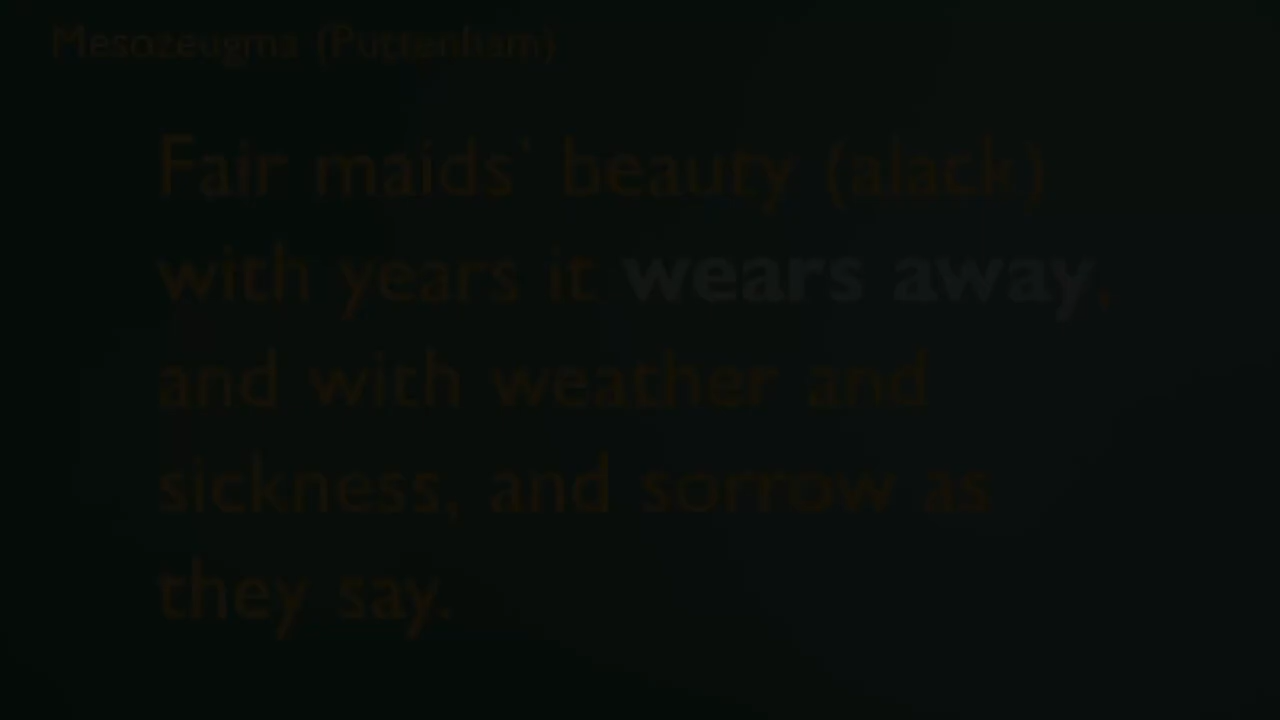 Mesozeugma (Puttenham)
Fair maids' beauty (alack)
with years it wears away,
and with weather and
sickness, and sorrow as
they say.